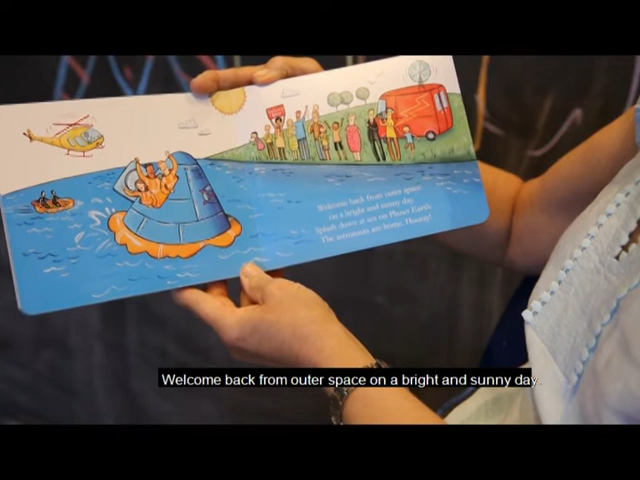 Welcome back from outer space
on a bright and sunny day.
Splash down at sea on Planet Earth.
The astronauts are home. Hooray!
Welcome back from outer space on a bright and sunny day.